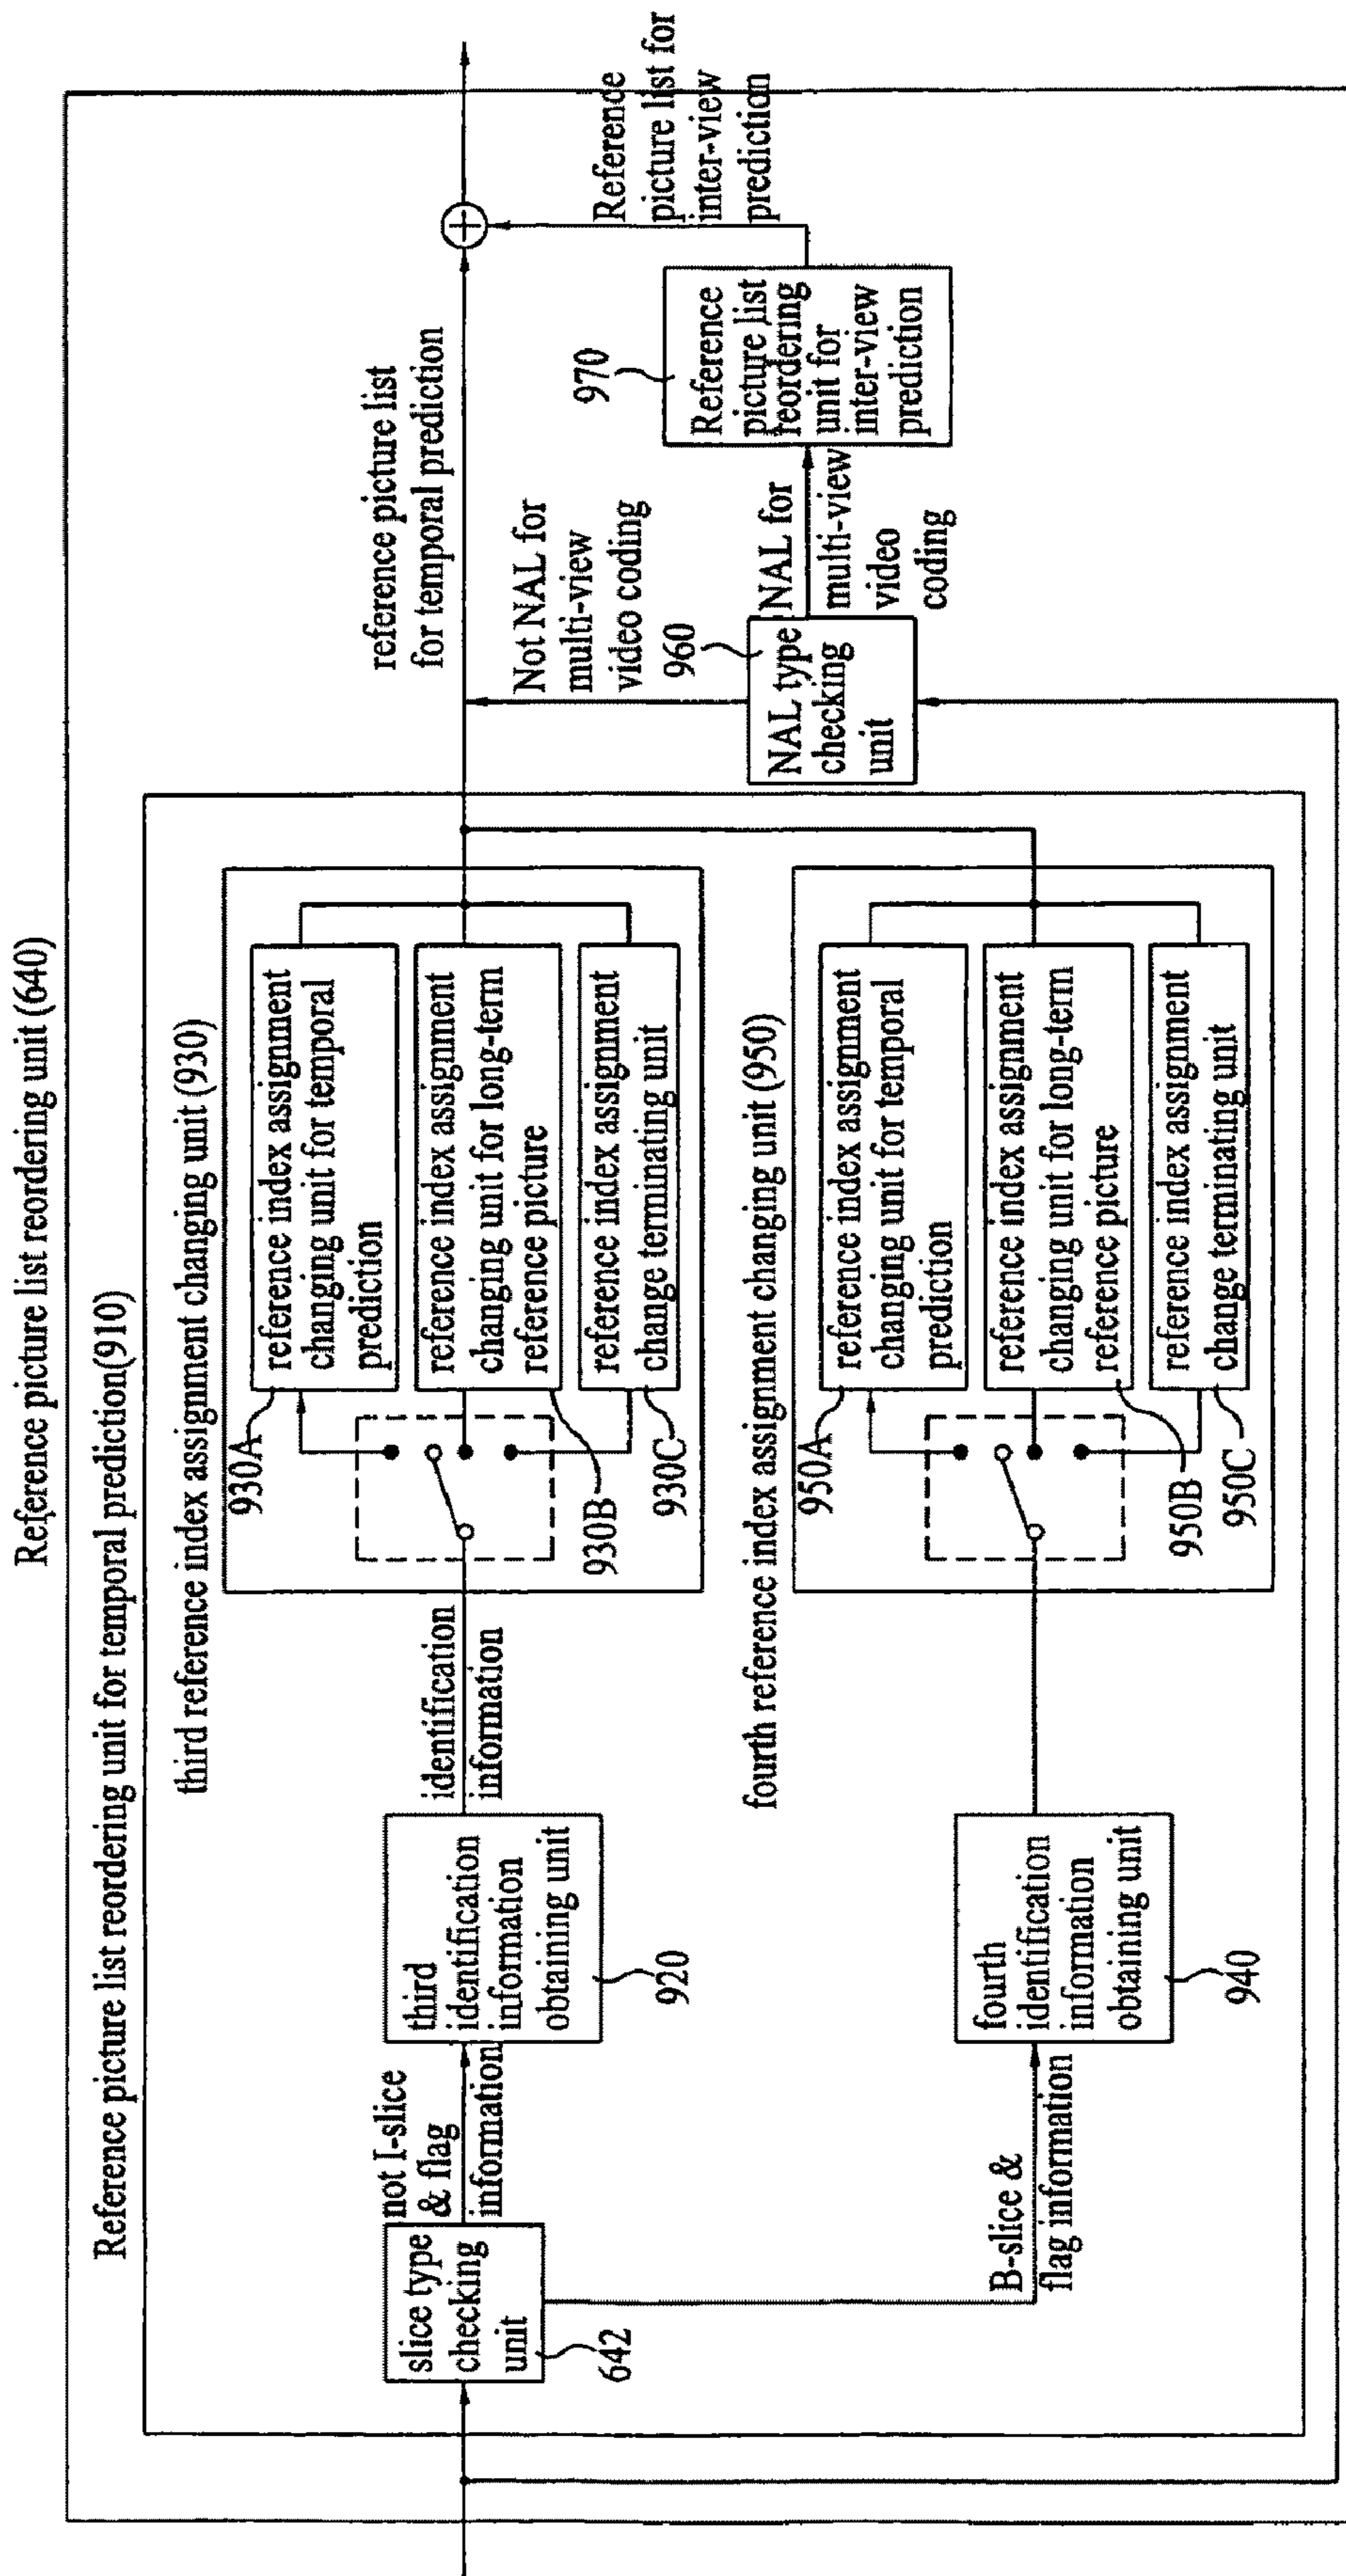 Reference picture list reordering unit (640)
Reference picture list reordering unit for temporal prediction(910)
third reference index assignment changing unit (930)
slice type
checking
unit
642
not I-slice
& flag
information
third
identification
information
obtaining unit
920
identification
information
930A
930B
930C
reference index assignment
changing unit for temporal
prediction
reference index assignment
changing unit for long-term
reference picture
reference index assignment
change terminating unit
B-slice &
flag information
fourth
identification
information
obtaining unit
940
fourth reference index assignment changing unit (950)
950A
950B
950C
reference index assignment
changing unit for temporal
prediction
reference index assignment
changing unit for long-term
reference picture
reference index assignment
change terminating unit
reference picture list
for temporal prediction
Not NAL for
multi-view
video coding
960
NAL type
checking
unit
NAL for
multi-view
video
coding
970
Reference
picture list
reordering
unit for
inter-view
prediction
Reference
picture list for
inter-view
prediction